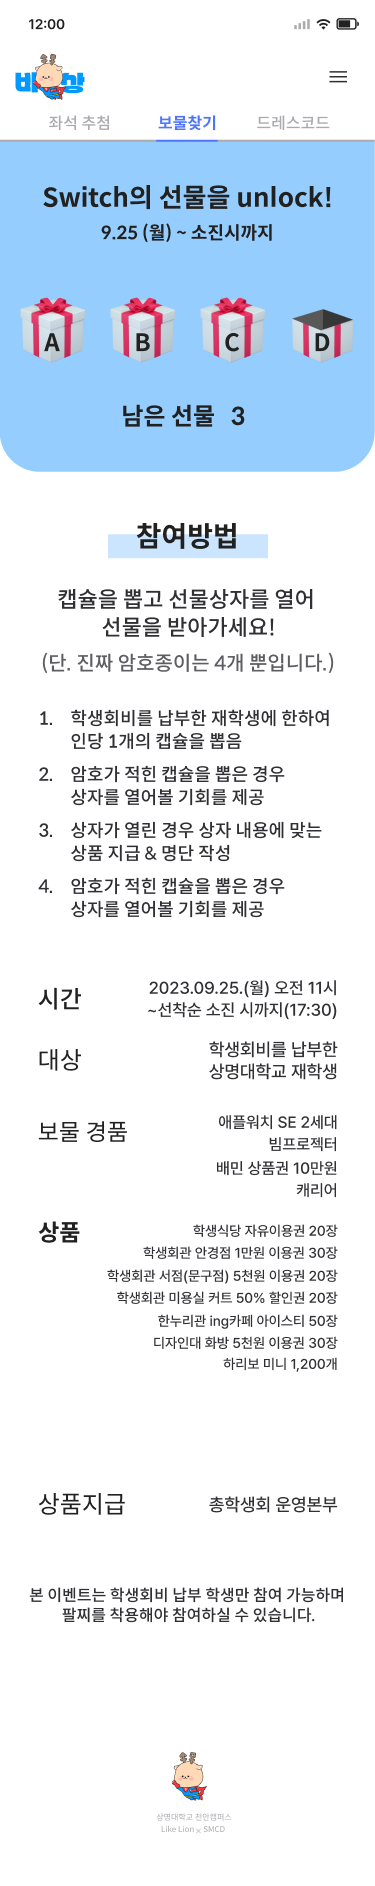 12:00
바상
좌석 추첨 보물찾기 드레스코드
Switch의 선물을 unlock!
9.25 (월) ~ 소진시까지
A B C D
남은 선물 3
참여방법
캡슐을 뽑고 선물상자를 열어
선물을 받아가세요!
(단. 진짜 암호종이는 4개 뿐입니다.)
1. 학생회비를 납부한 재학생에 한하여
인당 1개의 캡슐을 뽑음
2. 암호가 적힌 캡슐을 뽑은 경우
상자를 열어볼 기회를 제공
3. 상자가 열린 경우 상자 내용에 맞는
상품 지급 & 명단 작성
4. 암호가 적힌 캡슐을 뽑은 경우
상자를 열어볼 기회를 제공
시간 2023.09.25.(월) 오전 11시
~선착순 소진 시까지(17:30)
대상 학생회비를 납부한
상명대학교 재학생
보물 경품 애플워치 SE 2세대
빔프로젝터
배민 상품권 10만원
캐리어
상품 학생식당 자유이용권 20장
학생회관 안경점 1만원 이용권 30장
학생회관 서점(문구점) 5천원 이용권 20장
학생회관 미용실 커트 50% 할인권 20장
한누리관 ing카페 아이스티 50장
디자인대 화방 5천원 이용권 30장
하리보 미니 1,200개
상품지급 총학생회 운영본부
본 이벤트는 학생회비 납부 학생만 참여 가능하며
팔찌를 착용해야 참여하실 수 있습니다.
상명대학교 천안캠퍼스
Like Lion × SMCD